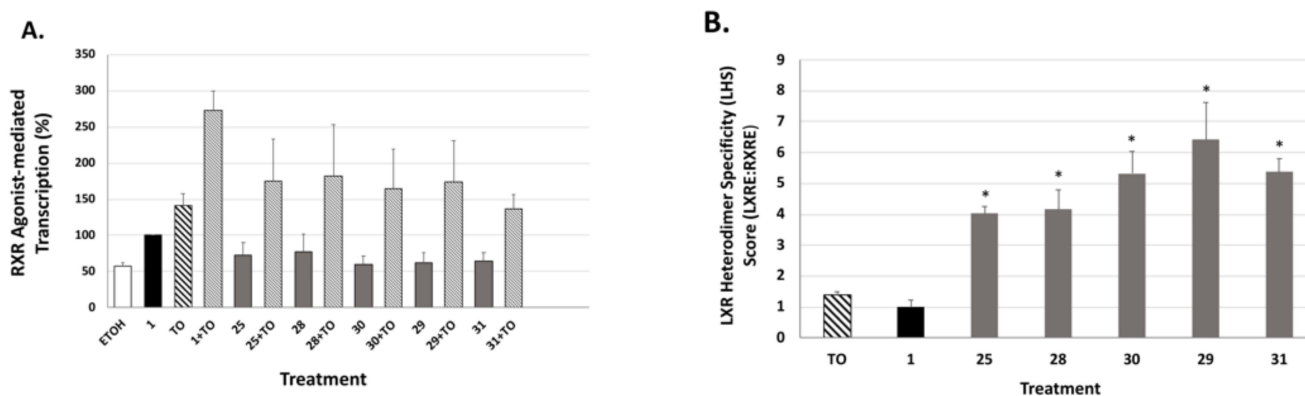 A.
RXR Agonist-mediated
Transcription (%)
350
300
250
200
150
100
50
0
ETOH
1
TO
1+TO
25
25+TO
28
28+TO
30
30+TO
29
29+TO
31
31+TO
Treatment
B.
LXR Heterodimer Specificity (LHS)
Score (LXRE:RXRE)
9
8
7
6
5
4
3
2
1
0
*
*
*
*
*
TO
1
25
28
30
29
31
Treatment